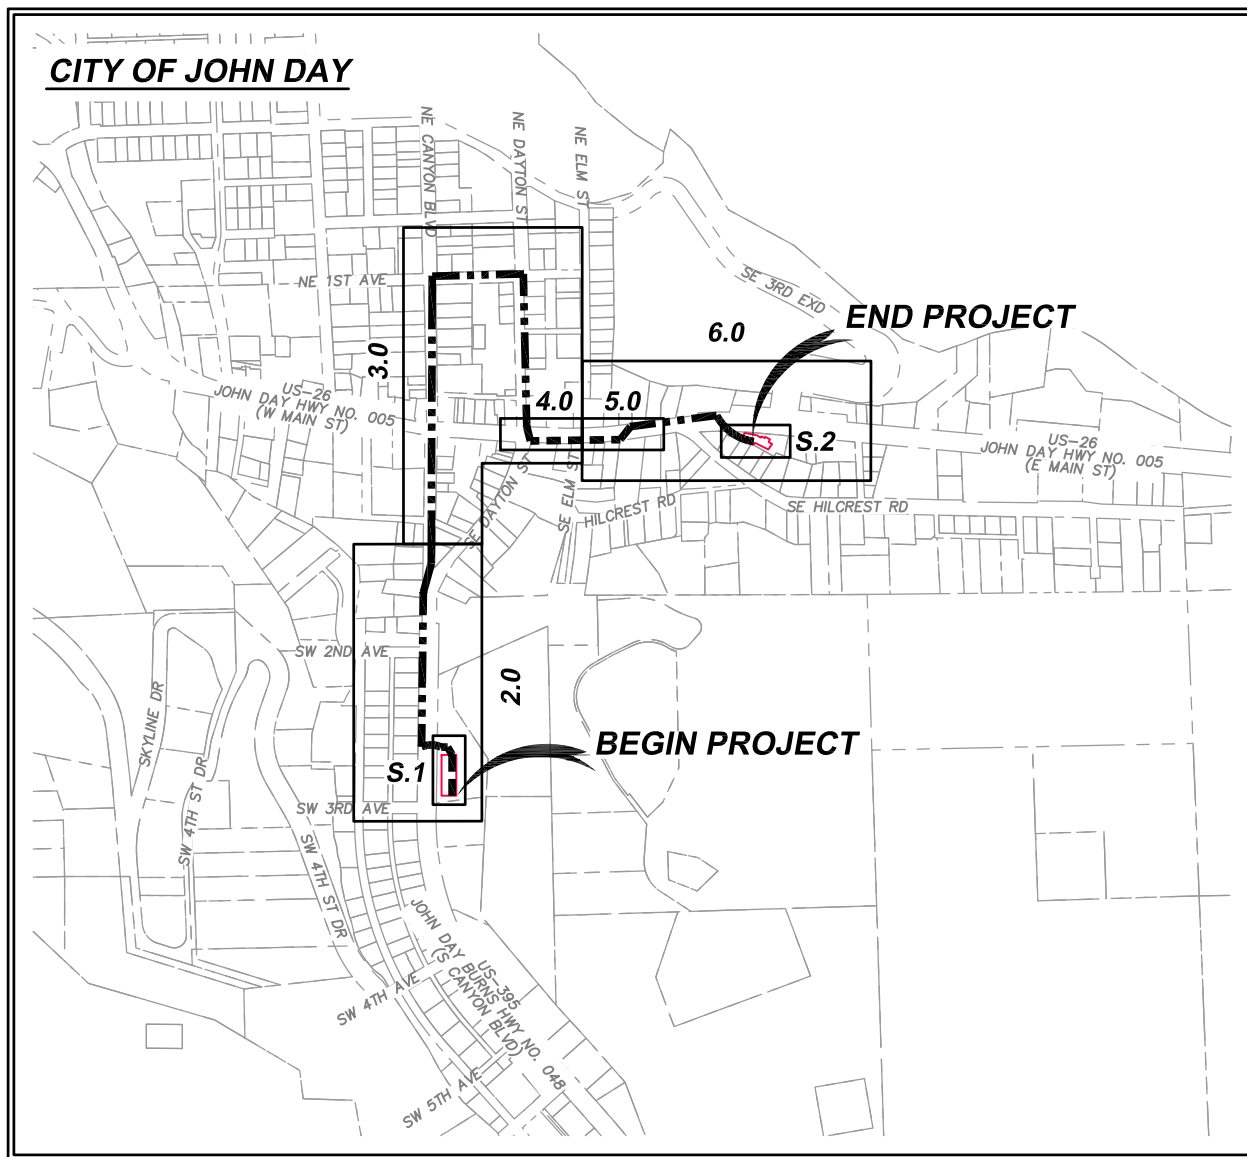 CITY OF JOHN DAY
NE CANYON BLVD
NE DAYTON ST
NE ELM ST
NE 1ST AVE
SE 3RD EXD
END PROJECT
6.0
3.0
US-26
JOHN DAY HWY NO. 005
(W MAIN ST)
4.0
5.0
S.2
US-26
JOHN DAY HWY NO. 005
(E MAIN ST)
SE DAYTON ST
SE ELM ST
HILCREST RD
SE HILCREST RD
SW 2ND AVE
2.0
SKYLINE DR
SW 4TH ST DR
BEGIN PROJECT
S.1
SW 3RD AVE
SW 4TH ST DR
US-395
JOHN DAY BURNS HWY NO. 048
(S CANYON BLVD)
SW 4TH AVE
SW 5TH AVE